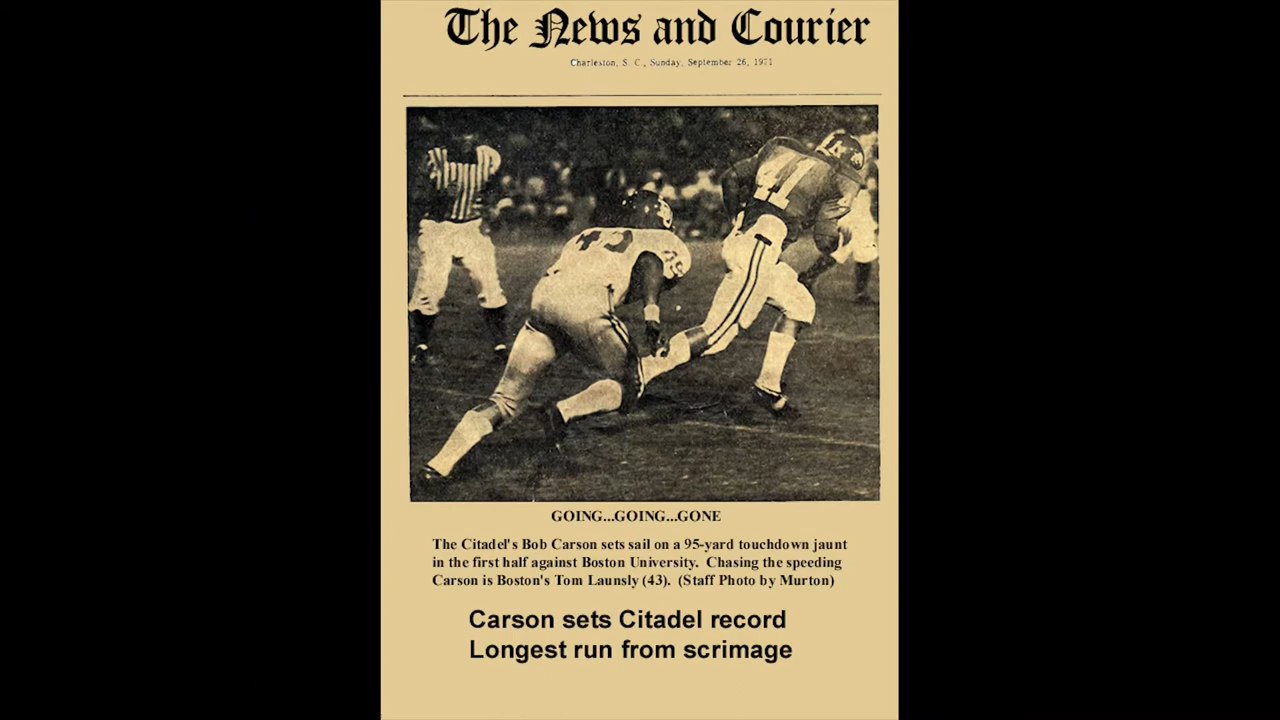 The News and Courier
Charleston, S. C., Sunday, September 26, 1971
41
43
GOING...GOING...GONE
The Citadel's Bob Carson sets sail on a 95-yard touchdown jaunt
in the first half against Boston University. Chasing the speeding
Carson is Boston's Tom Launsly (43). (Staff Photo by Murton)
Carson sets Citadel record
Longest run from scrimage